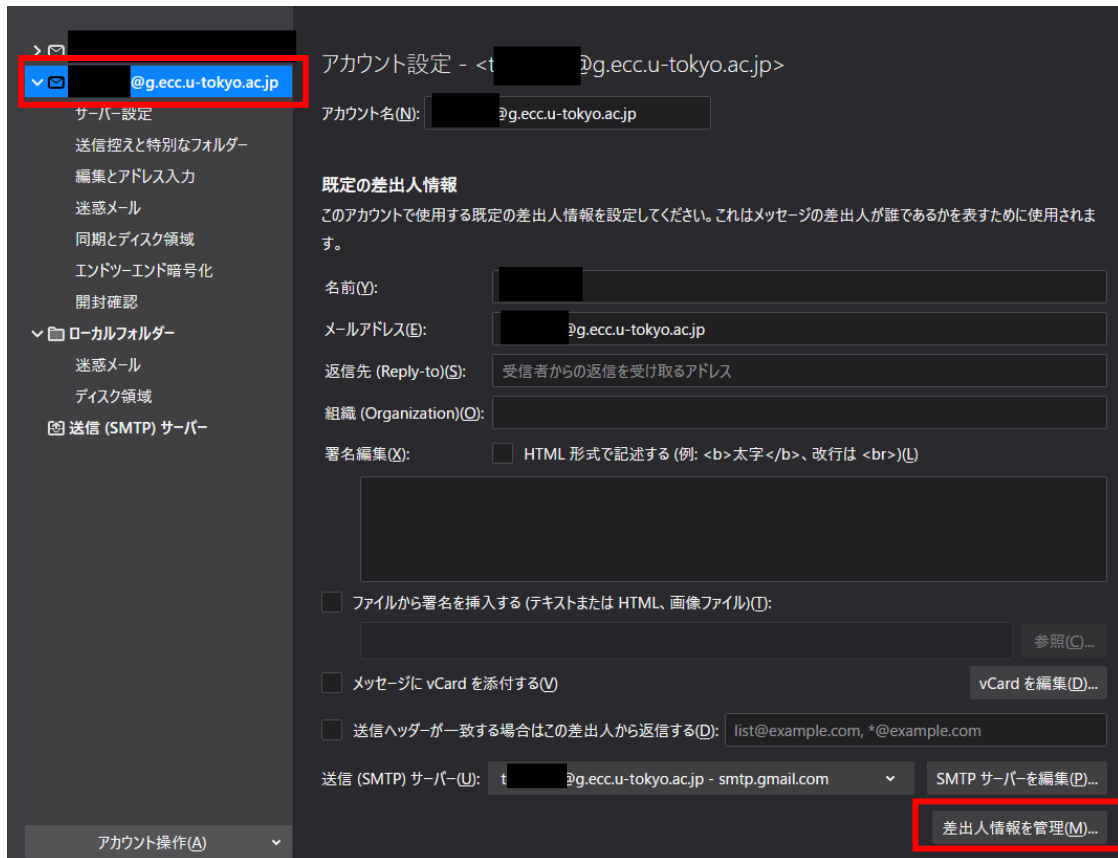 @g.ecc.u-tokyo.ac.jp
サーバー設定
送信控えと特別なフォルダー
編集とアドレス入力
迷惑メール
同期とディスク領域
エンドツーエンド暗号化
開封確認
ローカルフォルダー
迷惑メール
ディスク領域
送信 (SMTP) サーバー
アカウント操作(A)
アカウント設定 - <t @g.ecc.u-tokyo.ac.jp>
アカウント名(N): @g.ecc.u-tokyo.ac.jp
既定の差出人情報
このアカウントで使用する既定の差出人情報を設定してください。これはメッセージの差出人が誰であるかを表すために使用されま
す。
名前(Y):
メールアドレス(E): @g.ecc.u-tokyo.ac.jp
返信先 (Reply-to)(S): 受信者からの返信を受け取るアドレス
組織 (Organization)(O):
署名編集(X): HTML 形式で記述する (例: <b>太字</b>、改行は <br>)(L)
ファイルから署名を挿入する (テキストまたは HTML、画像ファイル)(T):
参照(C)...
メッセージに vCard を添付する(V) vCard を編集(D)...
送信ヘッダーが一致する場合はこの差出人から返信する(D): list@example.com, *@example.com
送信 (SMTP) サーバー(U): t @g.ecc.u-tokyo.ac.jp - smtp.gmail.com SMTP サーバーを編集(P)...
差出人情報を管理(M)...